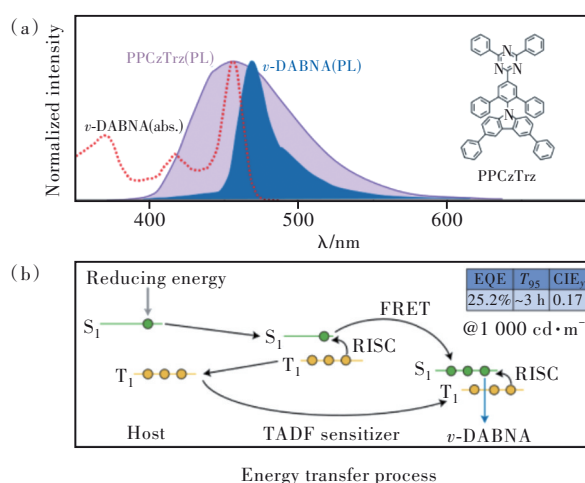 (a)
Normalized intensity
PPCzTrz(PL)
ν-DABNA(PL)
ν-DABNA(abs.)
N N
N
N
PPCzTrz
400 500 600
λ/nm
(b)
Reducing energy
EQE T95 CIEy
25.2% ~3 h 0.17
@1 000 cd·m-
FRET
S1
S1
RISC
T1
T1
S1
RISC
T1
Host TADF sensitizer ν-DABNA
Energy transfer process